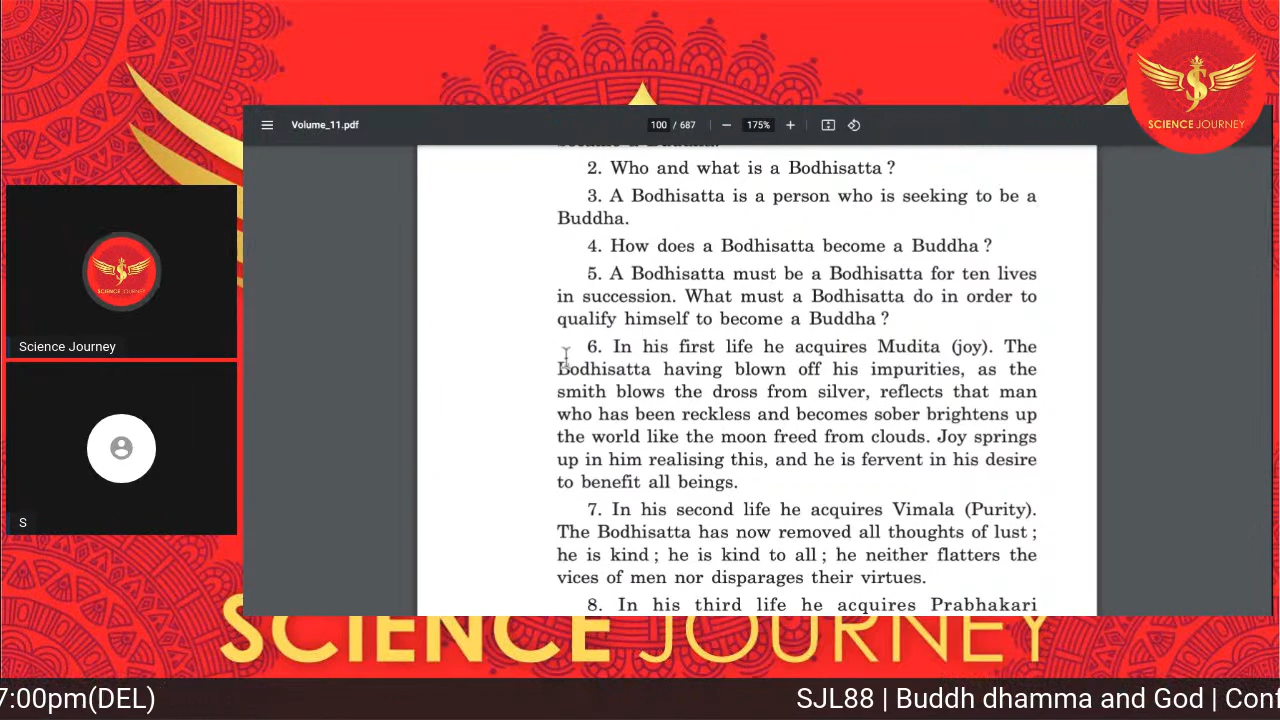 SCIENCE JOURNEY
Volume_11.pdf
100 / 687
175%
2. Who and what is a Bodhisatta ?
3. A Bodhisatta is a person who is seeking to be a
Buddha.
4. How does a Bodhisatta become a Buddha ?
5. A Bodhisatta must be a Bodhisatta for ten lives
in succession. What must a Bodhisatta do in order to
qualify himself to become a Buddha ?
6. In his first life he acquires Mudita (joy). The
Bodhisatta having blown off his impurities, as the
smith blows the dross from silver, reflects that man
who has been reckless and becomes sober brightens up
the world like the moon freed from clouds. Joy springs
up in him realising this, and he is fervent in his desire
to benefit all beings.
7. In his second life he acquires Vimala (Purity).
The Bodhisatta has now removed all thoughts of lust ;
he is kind ; he is kind to all ; he neither flatters the
vices of men nor disparages their virtues.
8. In his third life he acquires Prabhakari
SCIENCE JOURNEY
Science Journey
S
SCIENCE JOURNEY
7:00pm(DEL)
SJL88 | Buddh dhamma and God | Con